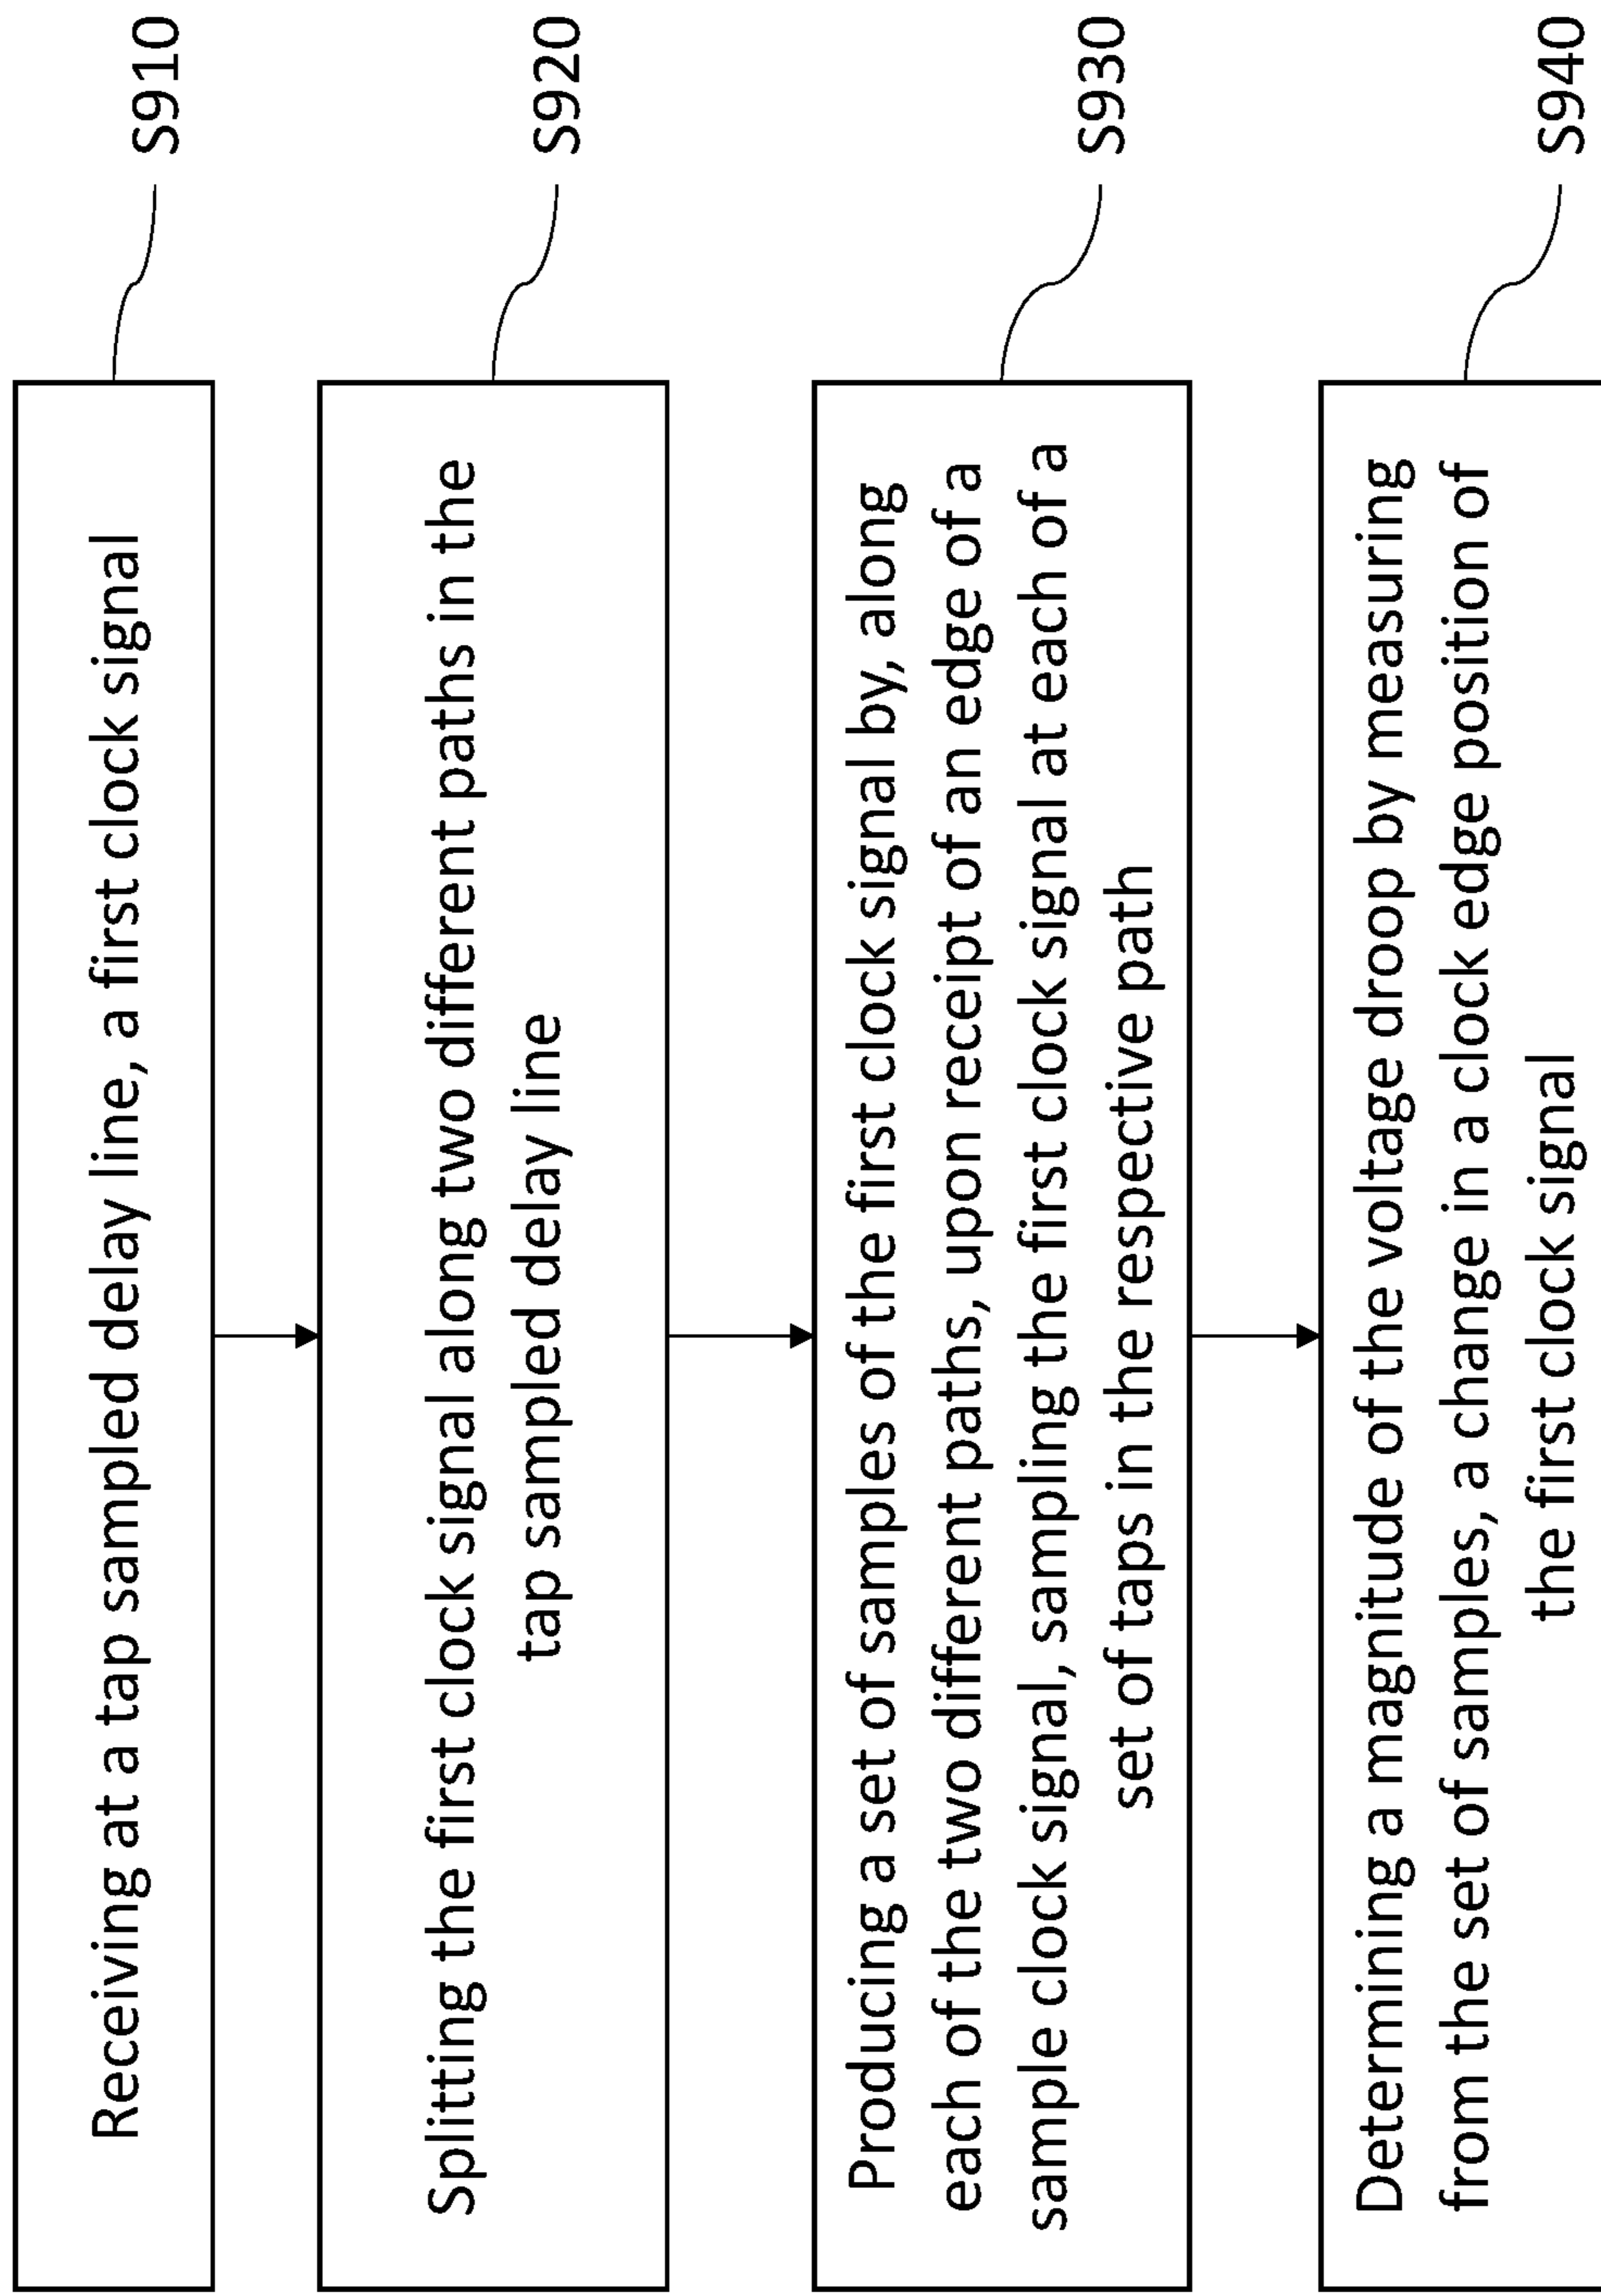 Receiving at a tap sampled delay line, a first clock signal
S910
Splitting the first clock signal along two different paths in the
tap sampled delay line
S920
Producing a set of samples of the first clock signal by, along
each of the two different paths, upon receipt of an edge of a
sample clock signal, sampling the first clock signal at each of a
set of taps in the respective path
S930
Determining a magnitude of the voltage droop by measuring
from the set of samples, a change in a clock edge position of
the first clock signal
S940